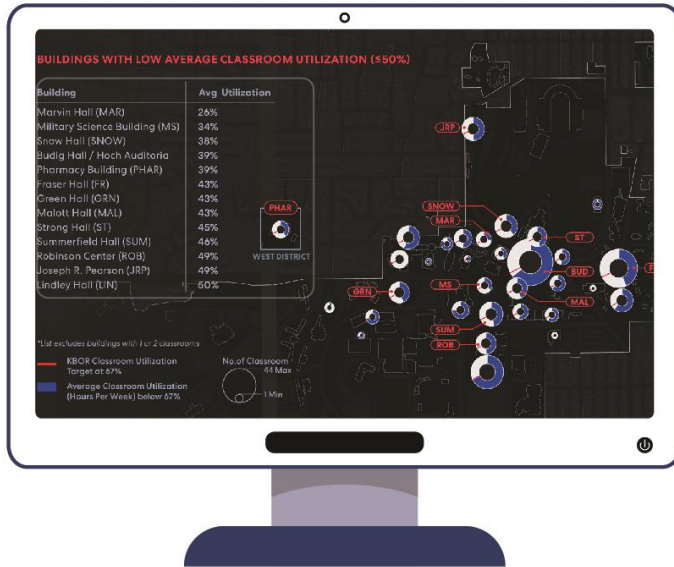 BUILDINGS WITH LOW AVERAGE CLASSROOM UTILIZATION (≤50%)
Building Avg Utilization
Marvin Hall (MAR) 26%
Military Science Building (MS) 34%
Snow Hall (SNOW) 38%
Budig Hall / Hoch Auditoria 39%
Pharmacy Building (PHAR) 39%
Fraser Hall (FR) 43%
Green Hall (GRN) 43%
Malott Hall (MAL) 43%
Strong Hall (ST) 45%
Summerfield Hall (SUM) 46%
Robinson Center (ROB) 49%
Joseph R. Pearson (JRP) 49%
Lindley Hall (LIN) 50%
*List excludes buildings with 1 or 2 classrooms
KBOR Classroom Utilization
Target at 67%
Average Classroom Utilization
(Hours Per Week) below 67%
No.of Classroom
44 Max
1 Min
JRP
SNOW
MAR
PHAR
WEST DISTRICT
ST
BUD
F
GRN
MS
MAL
SUM
ROB